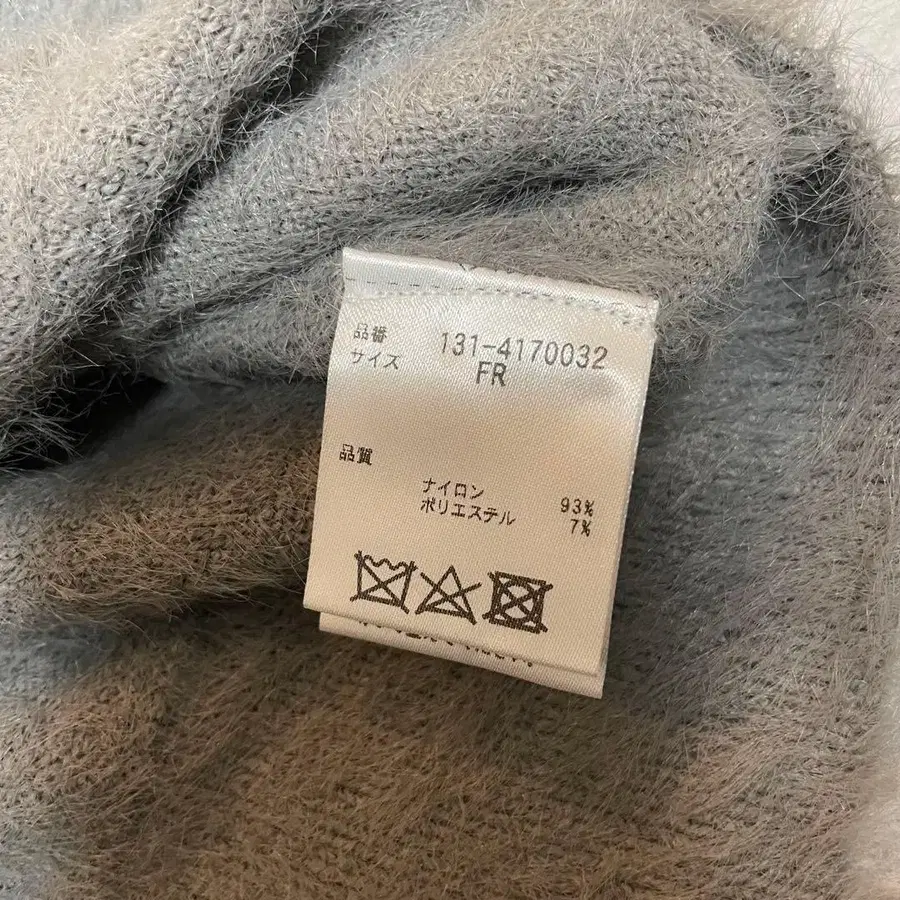 品番 131-4170032
サイズ FR
品質
ナイロン 93%
ポリエステル 7%